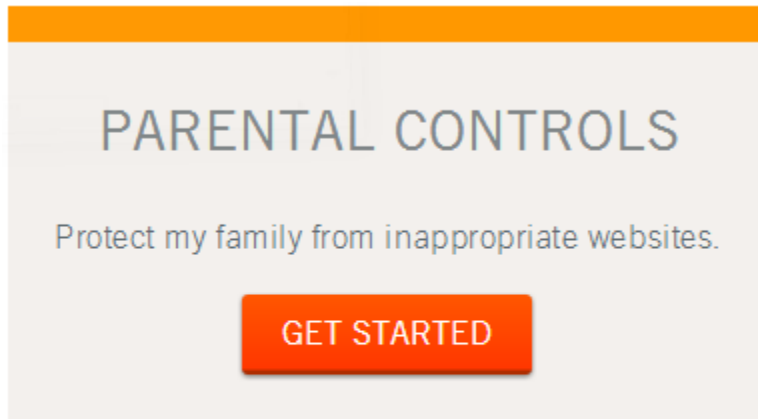 PARENTAL CONTROLS
Protect my family from inappropriate websites.
GET STARTED